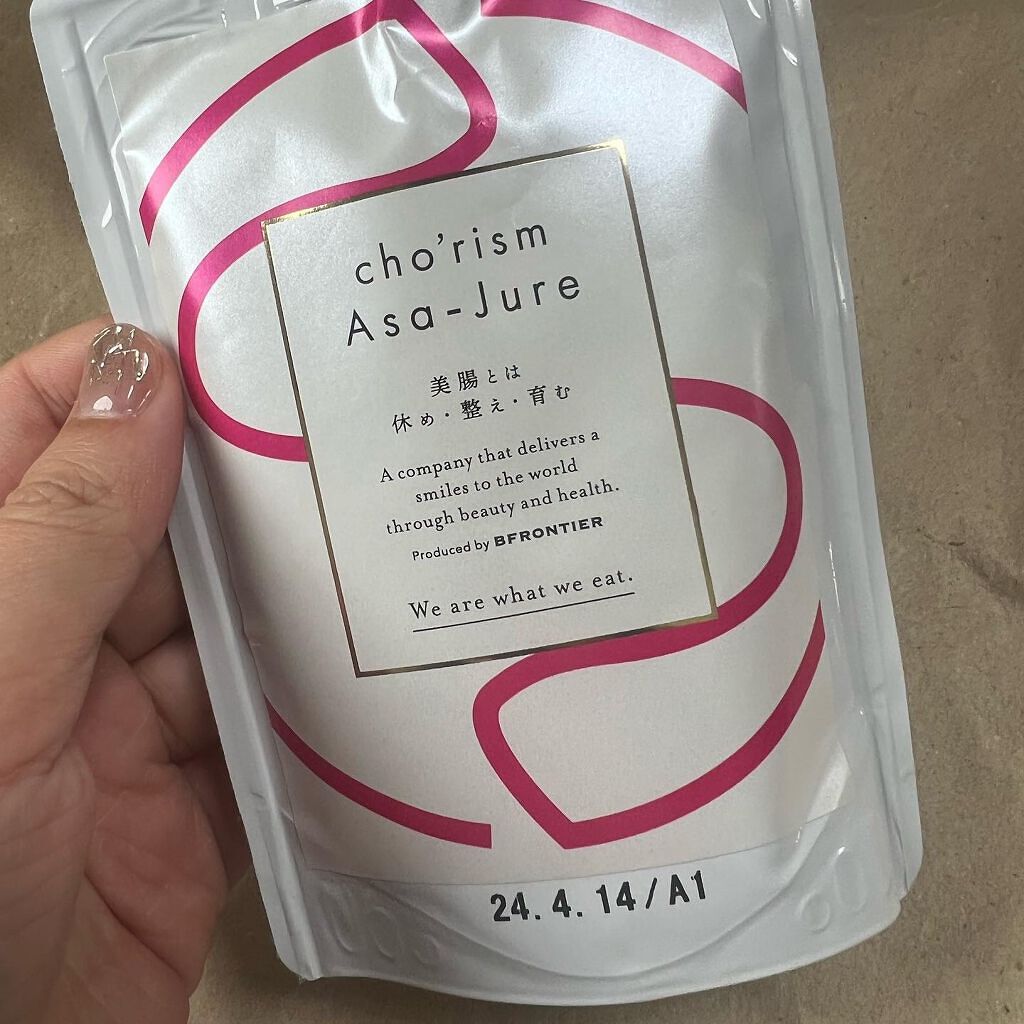 cho'rism
Asa-Jure
美腸とは
休め・整え・育む
A company that delivers a
smiles to the world
through beauty and health.
Produced by BFRONTIER
We are what we eat.
24.4.14/A1